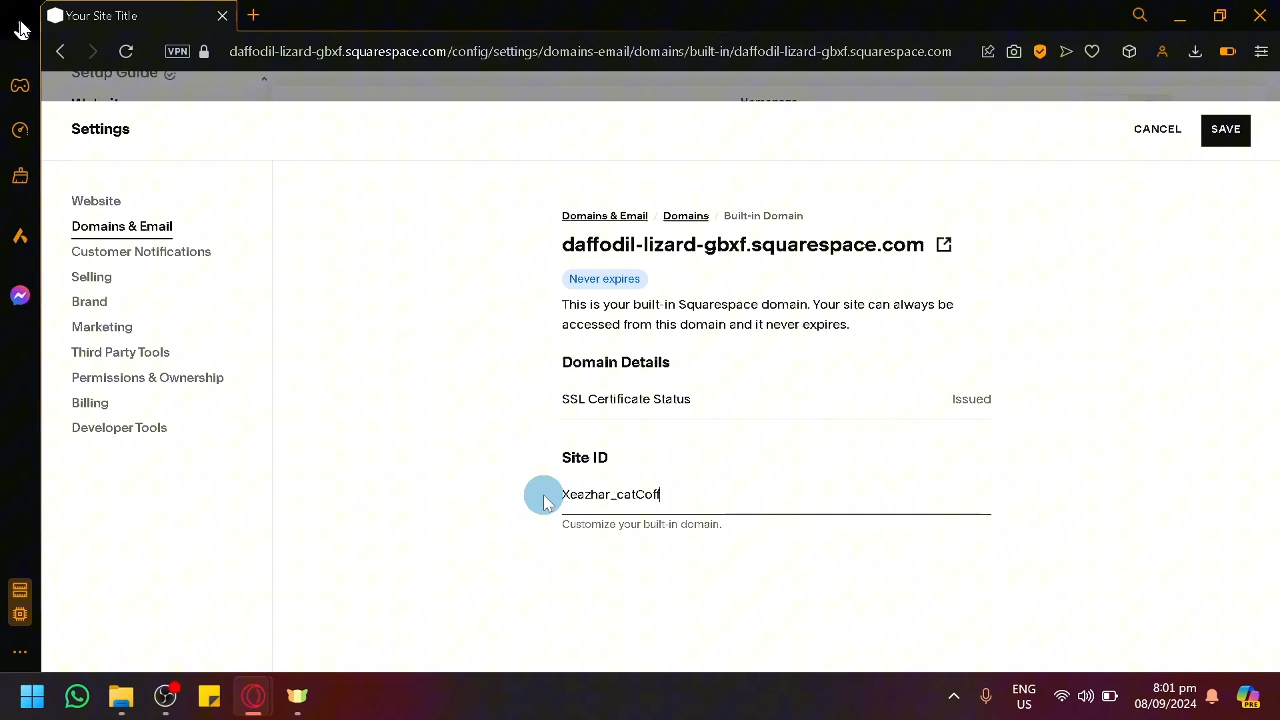 Your Site Title
VPN
daffodil-lizard-gbxf.squarespace.com/config/settings/domains-email/domains/built-in/daffodil-lizard-gbxf.squarespace.com
Setup Guide
Settings
CANCEL
SAVE
Website
Domains & Email
Customer Notifications
Selling
Brand
Marketing
Third Party Tools
Permissions & Ownership
Billing
Developer Tools
Domains & Email / Domains / Built-in Domain
daffodil-lizard-gbxf.squarespace.com
Never expires
This is your built-in Squarespace domain. Your site can always be
accessed from this domain and it never expires.
Domain Details
SSL Certificate Status
Issued
Site ID
Xeazhar_catCoff
Customize your built-in domain.
ENG
US
8:01 pm
08/09/2024
PRE